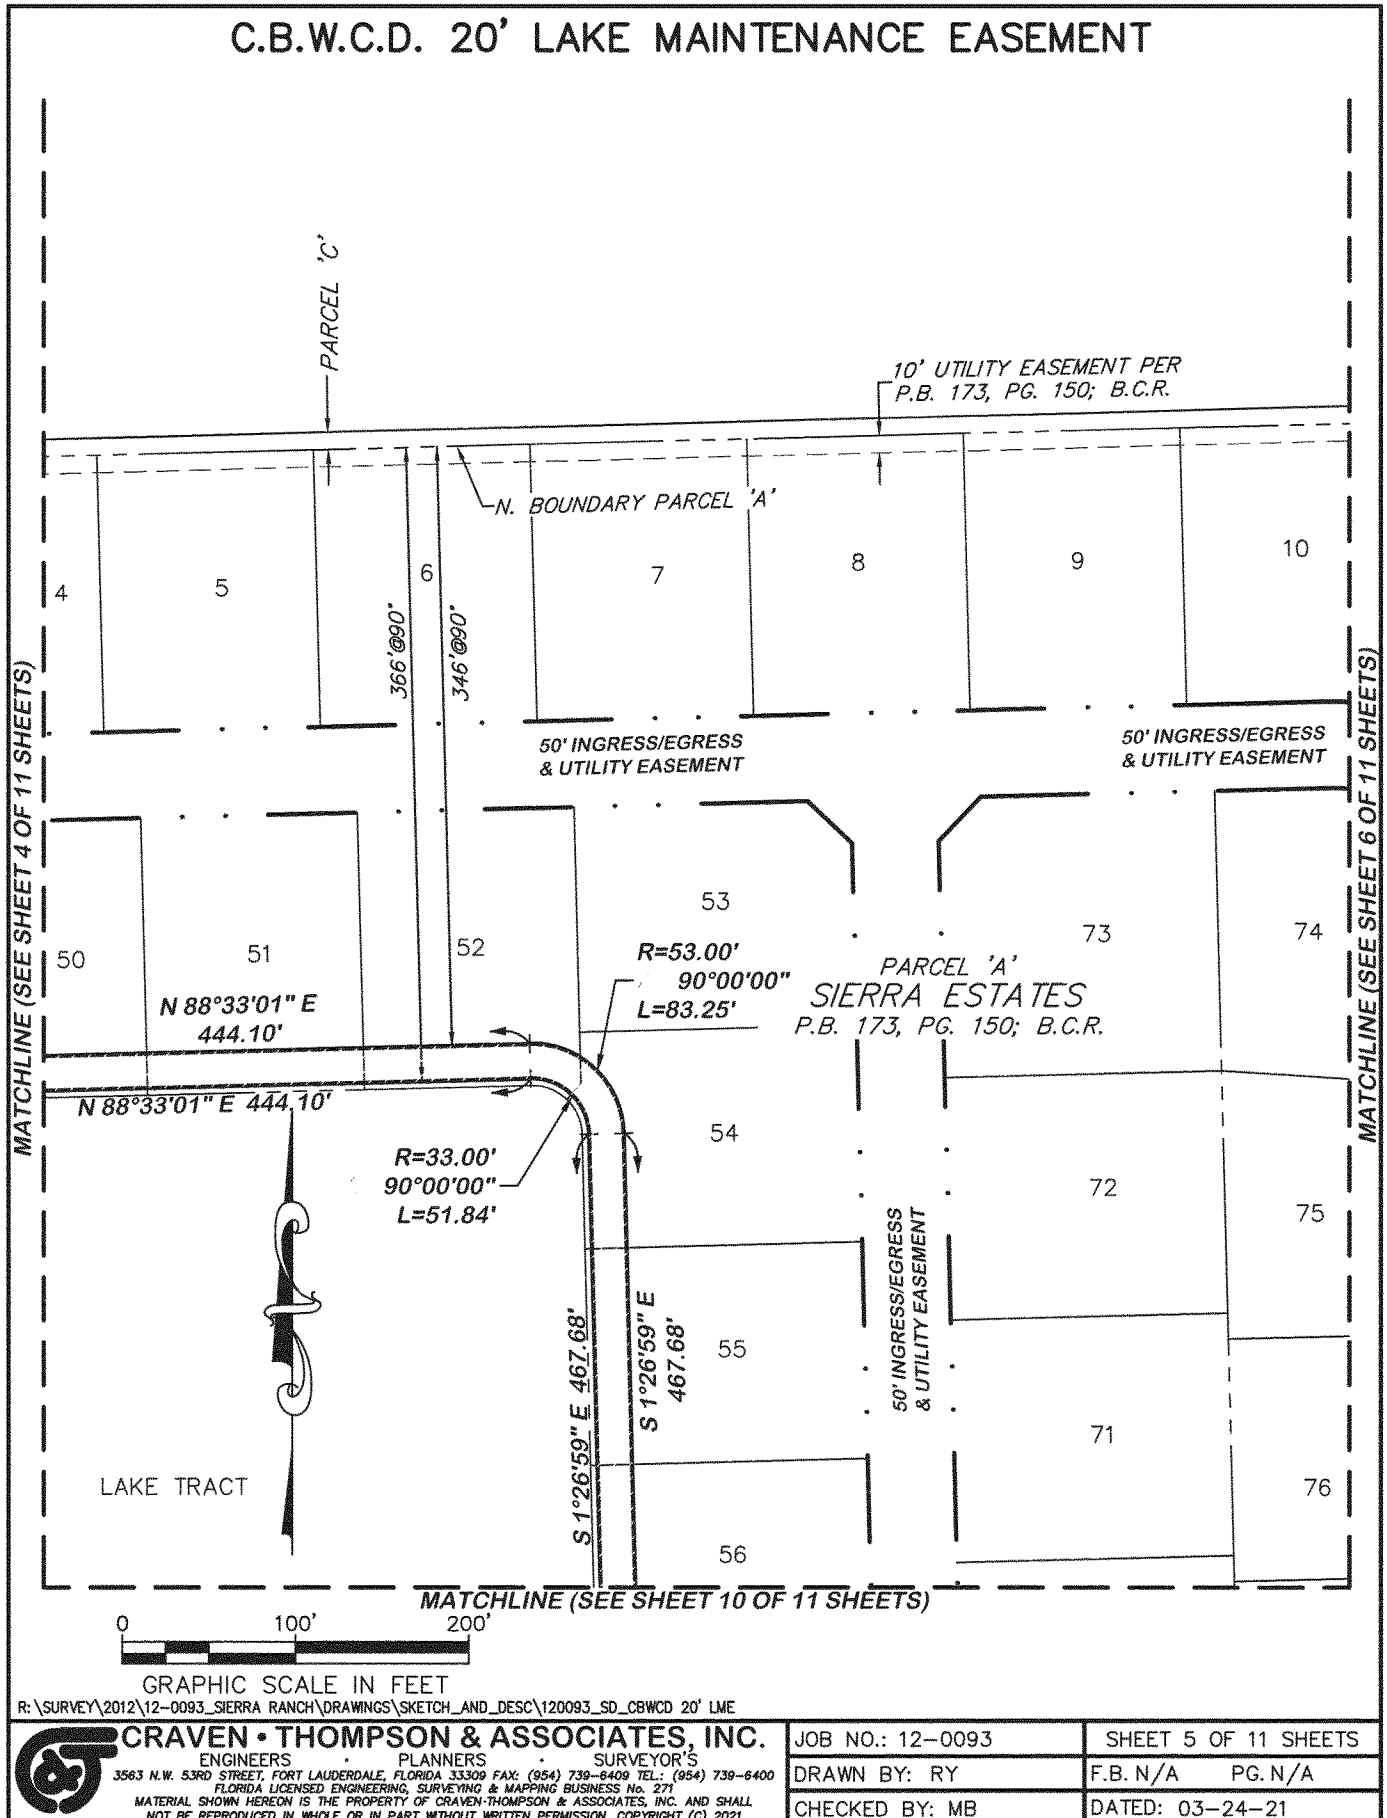 C.B.W.C.D. 20' LAKE MAINTENANCE EASEMENT
PARCEL 'C'
10' UTILITY EASEMENT PER
P.B. 173, PG. 150; B.C.R.
N. BOUNDARY PARCEL 'A'
4
5
6
7
8
9
10
366'@90°
346'@90°
MATCHLINE (SEE SHEET 4 OF 11 SHEETS)
MATCHLINE (SEE SHEET 6 OF 11 SHEETS)
50' INGRESS/EGRESS
& UTILITY EASEMENT
50' INGRESS/EGRESS
& UTILITY EASEMENT
50
51
52
53
73
74
R=53.00'
90°00'00"
L=83.25'
PARCEL 'A'
SIERRA ESTATES
P.B. 173, PG. 150; B.C.R.
N 88°33'01" E
444.10'
N 88°33'01" E 444.10'
R=33.00'
90°00'00"
L=51.84'
54
72
75
50' INGRESS/EGRESS
& UTILITY EASEMENT
S 1°26'59" E 467.68'
S 1°26'59" E
467.68'
55
71
76
LAKE TRACT
56
MATCHLINE (SEE SHEET 10 OF 11 SHEETS)
0 100' 200'
GRAPHIC SCALE IN FEET
R:\SURVEY\2012\12-0093_SIERRA RANCH\DRAWINGS\SKETCH_AND_DESC\120093_SD_CBWCD 20' LME
CRAVEN • THOMPSON & ASSOCIATES, INC.
ENGINEERS · PLANNERS · SURVEYOR'S
3563 N.W. 53RD STREET, FORT LAUDERDALE, FLORIDA 33309 FAX: (954) 739-6409 TEL.: (954) 739-6400
FLORIDA LICENSED ENGINEERING, SURVEYING & MAPPING BUSINESS No. 271
MATERIAL SHOWN HEREON IS THE PROPERTY OF CRAVEN·THOMPSON & ASSOCIATES, INC. AND SHALL
NOT BE REPRODUCED IN WHOLE OR IN PART WITHOUT WRITTEN PERMISSION. COPYRIGHT (C) 2021
JOB NO.: 12-0093
SHEET 5 OF 11 SHEETS
DRAWN BY: RY
F.B. N/A PG. N/A
CHECKED BY: MB
DATED: 03-24-21